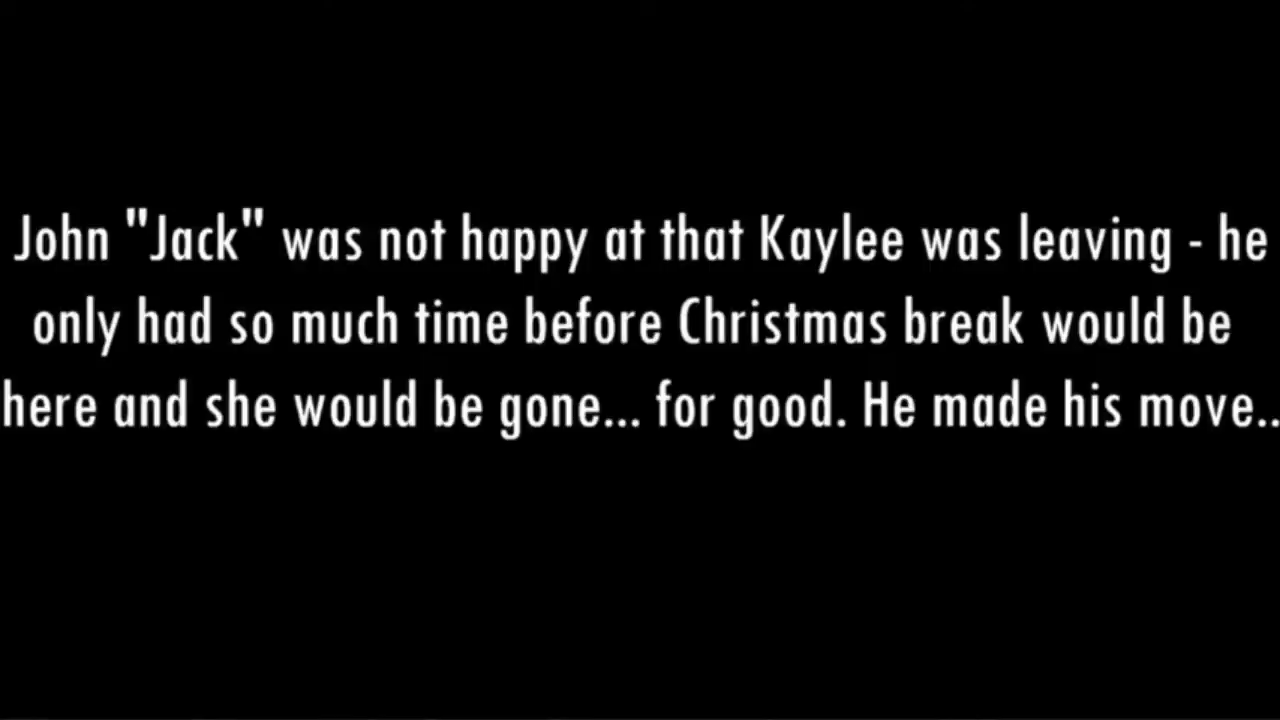 John "Jack" was not happy at that Kaylee was leaving - he
only had so much time before Christmas break would be
here and she would be gone... for good. He made his move..